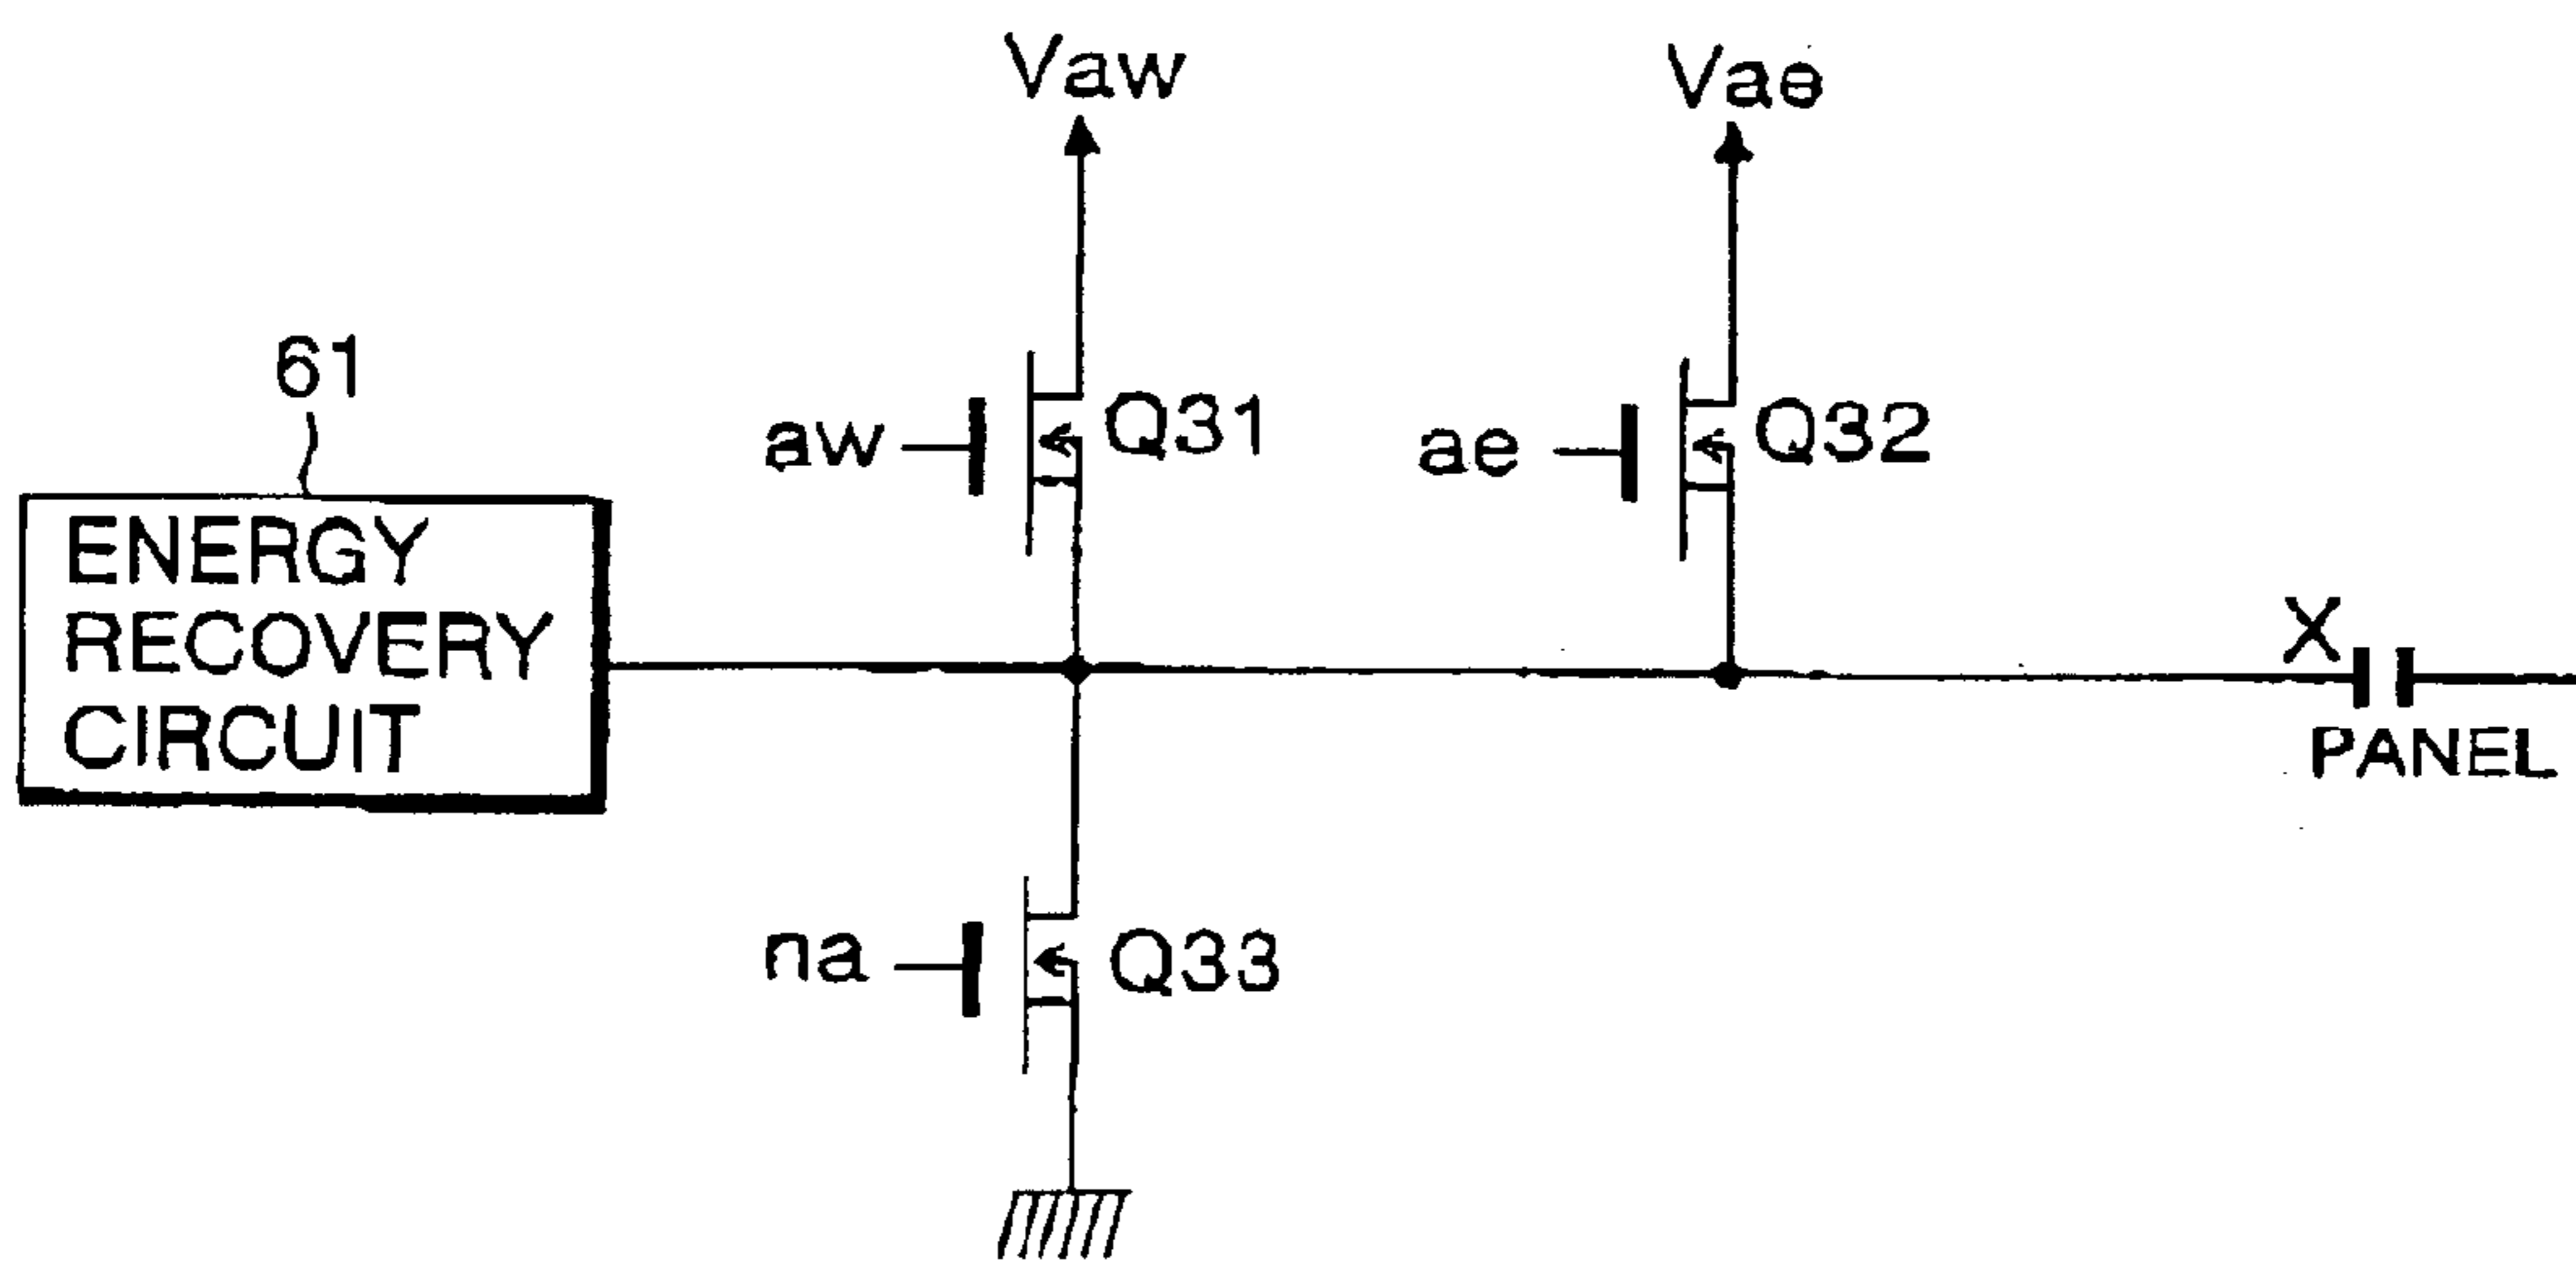 Vaw
Vae
61
aw
Q31
ae
Q32
ENERGY
RECOVERY
CIRCUIT
X
PANEL
na
Q33